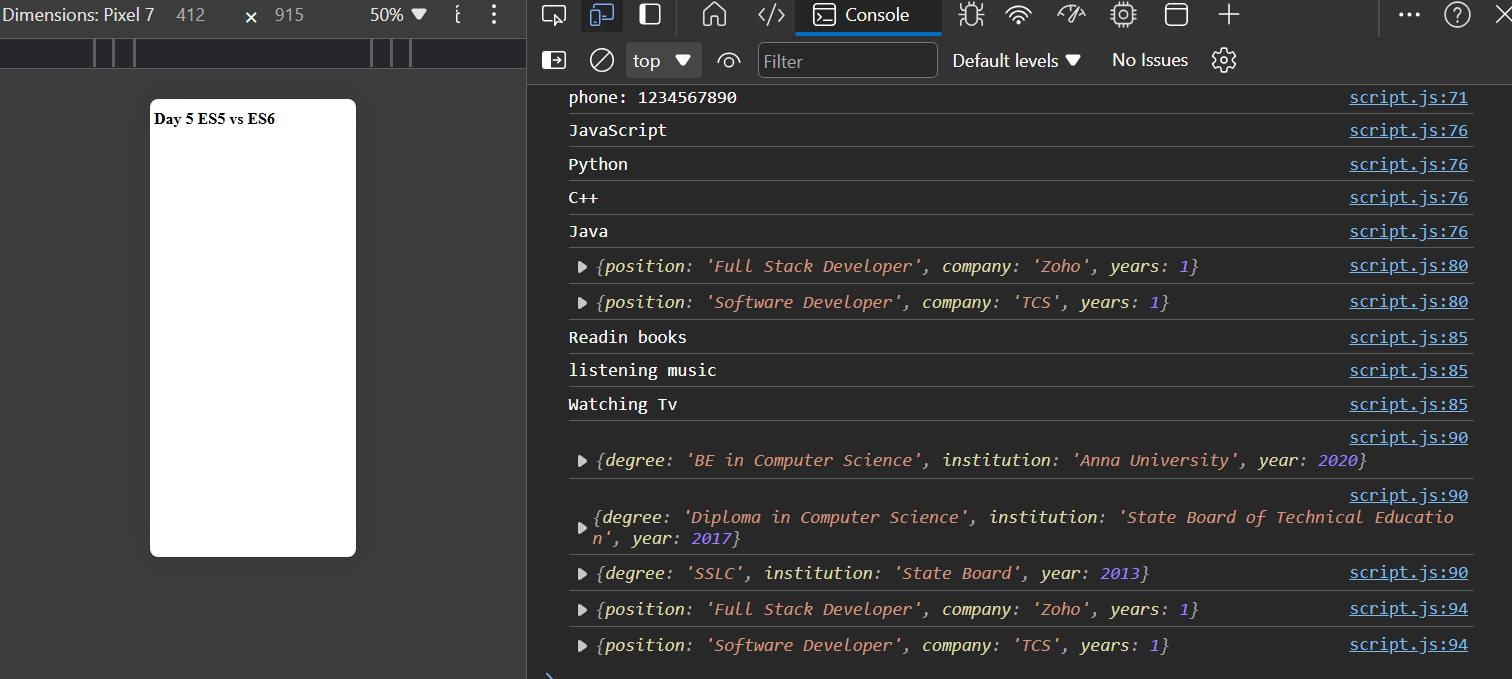 Dimensions: Pixel 7 412 × 915 50%
Console
top Filter Default levels No Issues
phone: 1234567890 script.js:71
Day 5 ES5 vs ES6
JavaScript script.js:76
Python script.js:76
C++ script.js:76
Java script.js:76
{position: 'Full Stack Developer', company: 'Zoho', years: 1} script.js:80
{position: 'Software Developer', company: 'TCS', years: 1} script.js:80
Readin books script.js:85
listening music script.js:85
Watching Tv script.js:85
script.js:90
{degree: 'BE in Computer Science', institution: 'Anna University', year: 2020}
script.js:90
{degree: 'Diploma in Computer Science', institution: 'State Board of Technical Educatio
n', year: 2017}
{degree: 'SSLC', institution: 'State Board', year: 2013} script.js:90
{position: 'Full Stack Developer', company: 'Zoho', years: 1} script.js:94
{position: 'Software Developer', company: 'TCS', years: 1} script.js:94